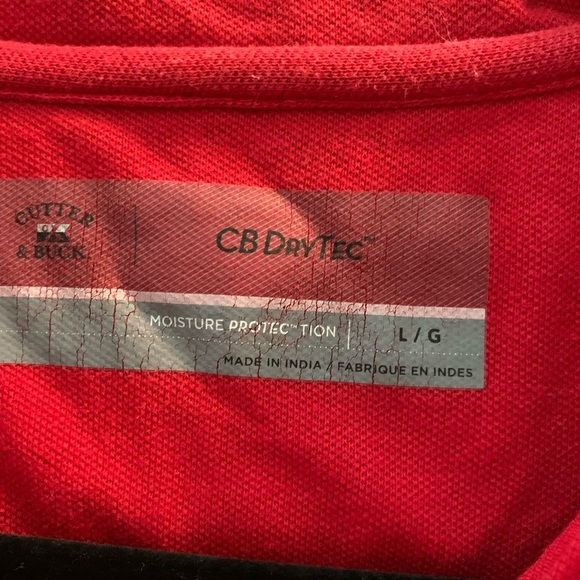 CUTTER
& BUCK
CB DRYTEC™
MOISTURE PROTEC™TION | L / G
MADE IN INDIA / FABRIQUE EN INDES